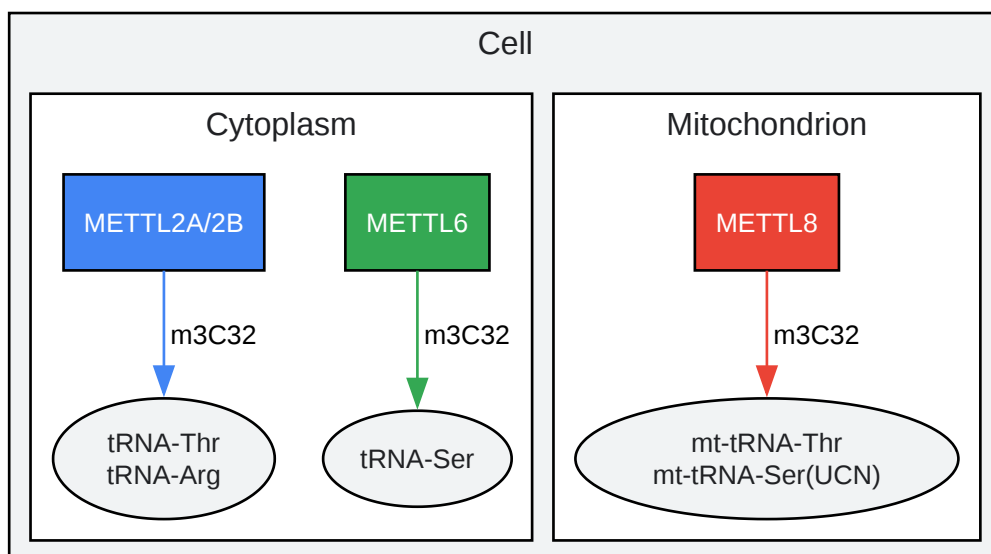 Cell
Cytoplasm
Mitochondrion
METTL2A/2B
METTL6
METTL8
m3C32
m3C32
m3C32
tRNA-Thr
tRNA-Arg
tRNA-Ser
mt-tRNA-Thr
mt-tRNA-Ser(UCN)